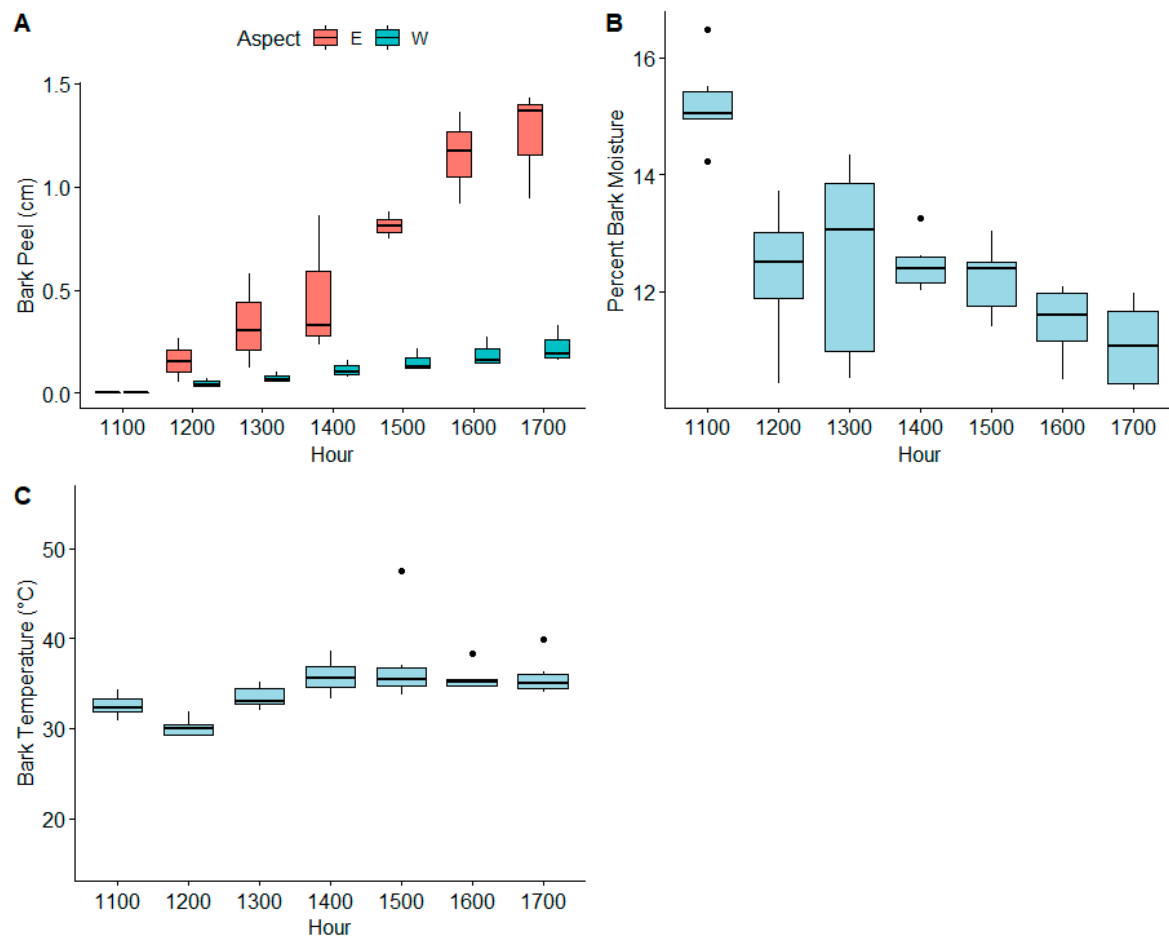 A
Aspect E W
Bark Peel (cm)
1.5
1.0
0.5
0.0
1100 1200 1300 1400 1500 1600 1700
Hour
B
Percent Bark Moisture
16
14
12
1100 1200 1300 1400 1500 1600 1700
Hour
C
Bark Temperature (°C)
50
40
30
20
1100 1200 1300 1400 1500 1600 1700
Hour